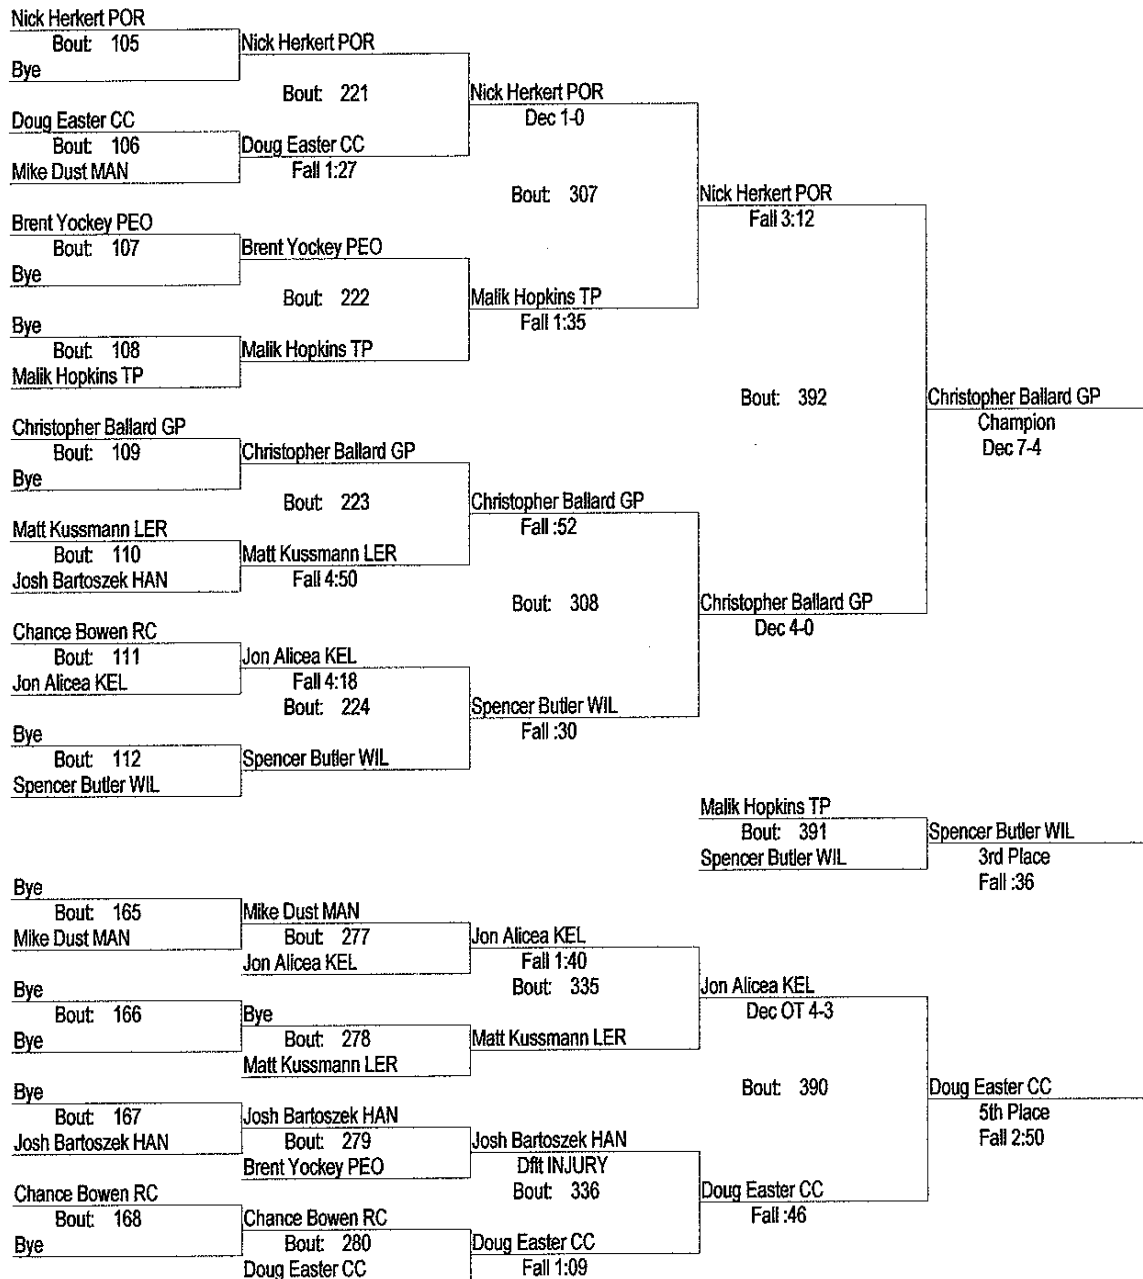 Nick Herkert POR
Bout: 105
Bye
Nick Herkert POR
Bout: 221
Doug Easter CC
Bout: 106
Mike Dust MAN
Doug Easter CC
Fall 1:27
Nick Herkert POR
Dec 1-0
Bout: 307
Brent Yockey PEO
Bout: 107
Bye
Brent Yockey PEO
Bout: 222
Bye
Bout: 108
Malik Hopkins TP
Malik Hopkins TP
Malik Hopkins TP
Fall 1:35
Nick Herkert POR
Fall 3:12
Bout: 392
Christopher Ballard GP
Bout: 109
Bye
Christopher Ballard GP
Bout: 223
Matt Kussmann LER
Bout: 110
Josh Bartoszek HAN
Matt Kussmann LER
Fall 4:50
Christopher Ballard GP
Fall :52
Bout: 308
Chance Bowen RC
Bout: 111
Jon Alicea KEL
Jon Alicea KEL
Fall 4:18
Bout: 224
Bye
Bout: 112
Spencer Butler WIL
Spencer Butler WIL
Spencer Butler WIL
Fall :30
Christopher Ballard GP
Dec 4-0
Christopher Ballard GP
Champion
Dec 7-4
Malik Hopkins TP
Bout: 391
Spencer Butler WIL
Spencer Butler WIL
3rd Place
Fall :36
Bye
Bout: 165
Mike Dust MAN
Mike Dust MAN
Bout: 277
Jon Alicea KEL
Jon Alicea KEL
Fall 1:40
Bout: 335
Bye
Bout: 166
Bye
Bye
Bout: 278
Matt Kussmann LER
Matt Kussmann LER
Jon Alicea KEL
Dec OT 4-3
Bout: 390
Bye
Bout: 167
Josh Bartoszek HAN
Josh Bartoszek HAN
Bout: 279
Brent Yockey PEO
Josh Bartoszek HAN
Dflt INJURY
Bout: 336
Chance Bowen RC
Bout: 168
Bye
Chance Bowen RC
Bout: 280
Doug Easter CC
Doug Easter CC
Fall 1:09
Doug Easter CC
Fall :46
Doug Easter CC
5th Place
Fall 2:50